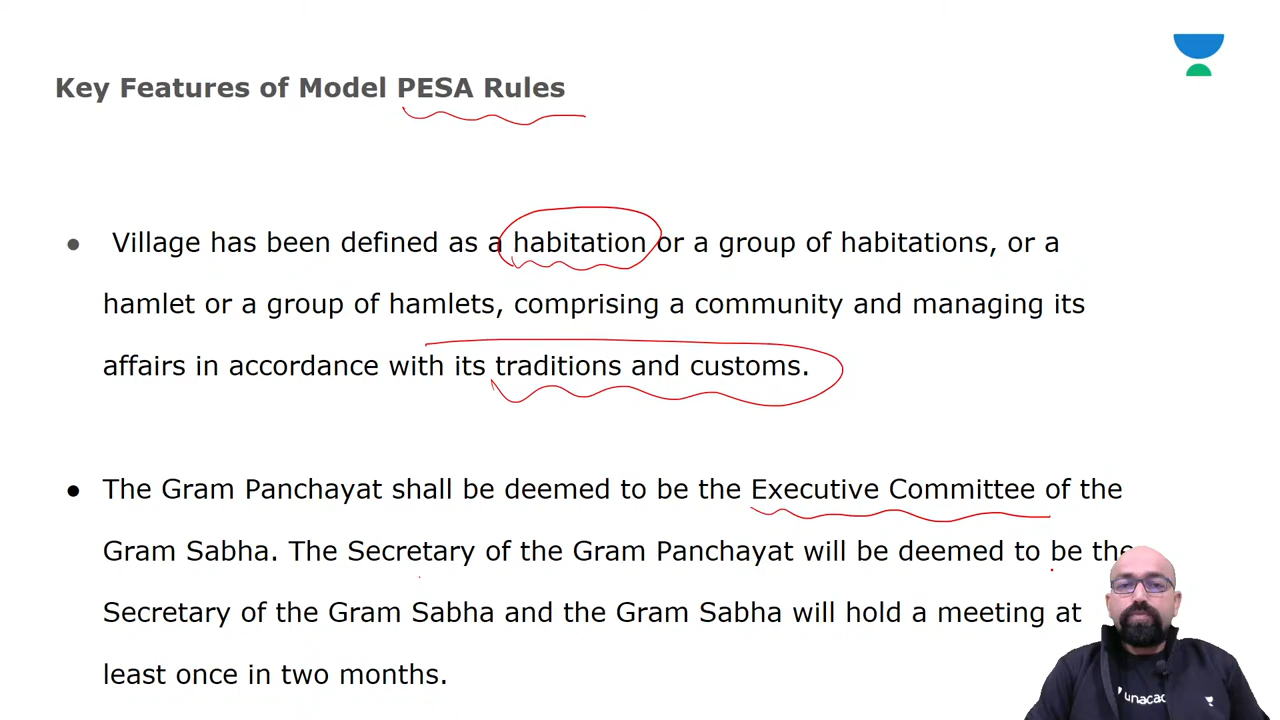 Key Features of Model PESA Rules
● Village has been defined as a habitation or a group of habitations, or a
hamlet or a group of hamlets, comprising a community and managing its
affairs in accordance with its traditions and customs.
● The Gram Panchayat shall be deemed to be the Executive Committee of the
Gram Sabha. The Secretary of the Gram Panchayat will be deemed to be the
Secretary of the Gram Sabha and the Gram Sabha will hold a meeting at
least once in two months.